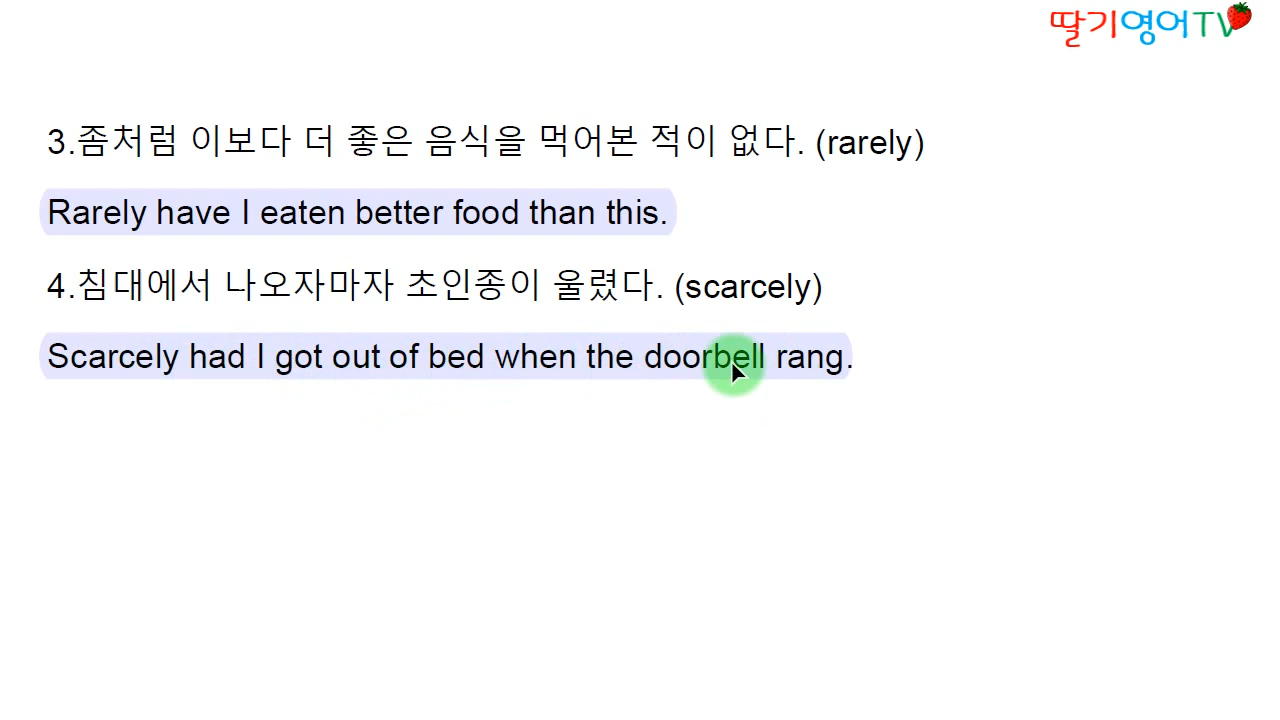 딸기영어TV
3.좀처럼 이보다 더 좋은 음식을 먹어본 적이 없다. (rarely)
Rarely have I eaten better food than this.
4.침대에서 나오자마자 초인종이 울렸다. (scarcely)
Scarcely had I got out of bed when the doorbell rang.